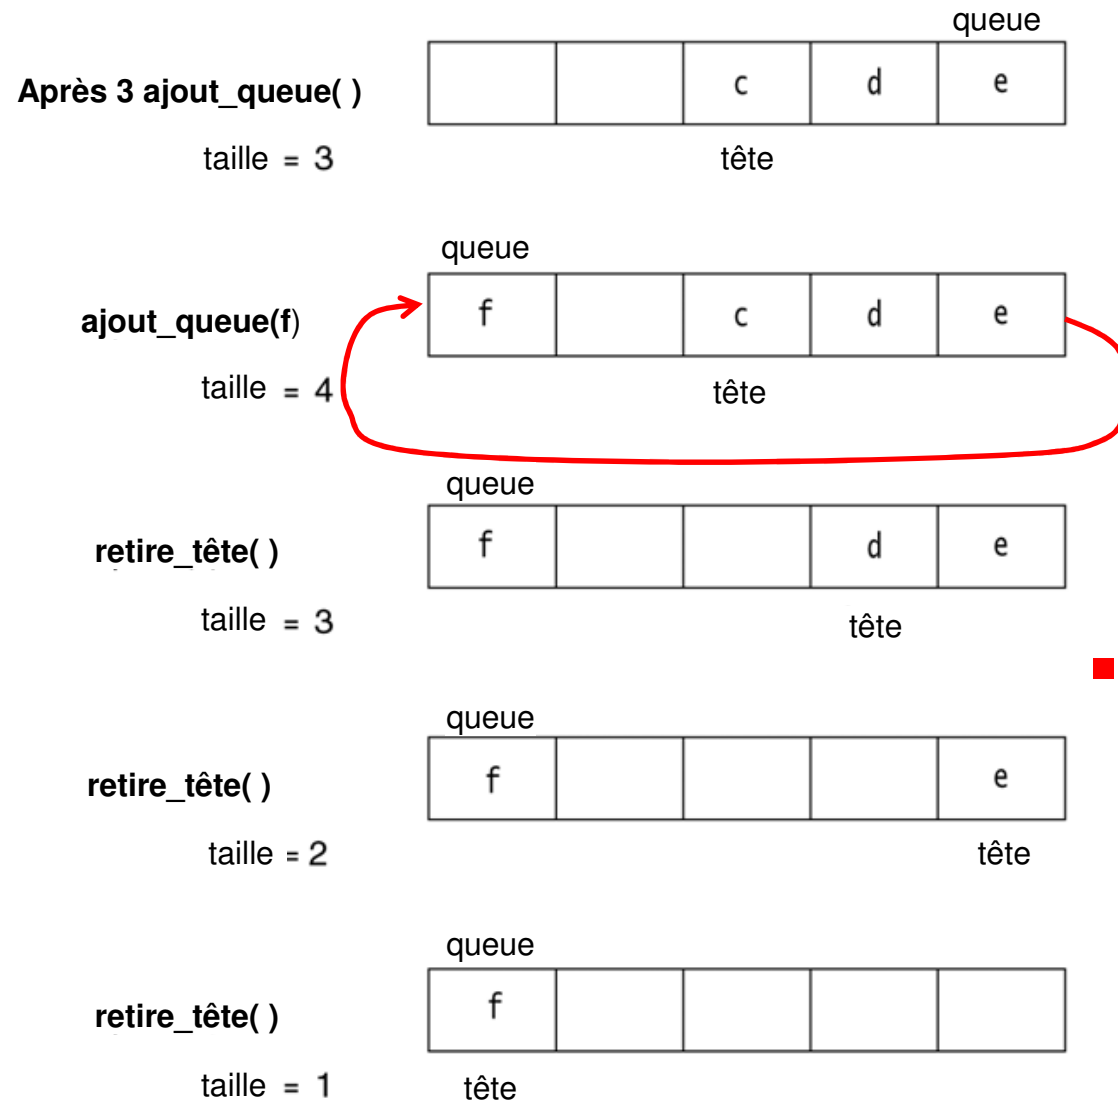 queue
Après 3 ajout_queue( )
c d e
taille = 3
tête
queue
ajout_queue(f)
f c d e
taille = 4
tête
queue
retire_tête( )
f d e
taille = 3
tête
queue
retire_tête( )
f e
taille = 2
tête
queue
retire_tête( )
f
taille = 1
tête